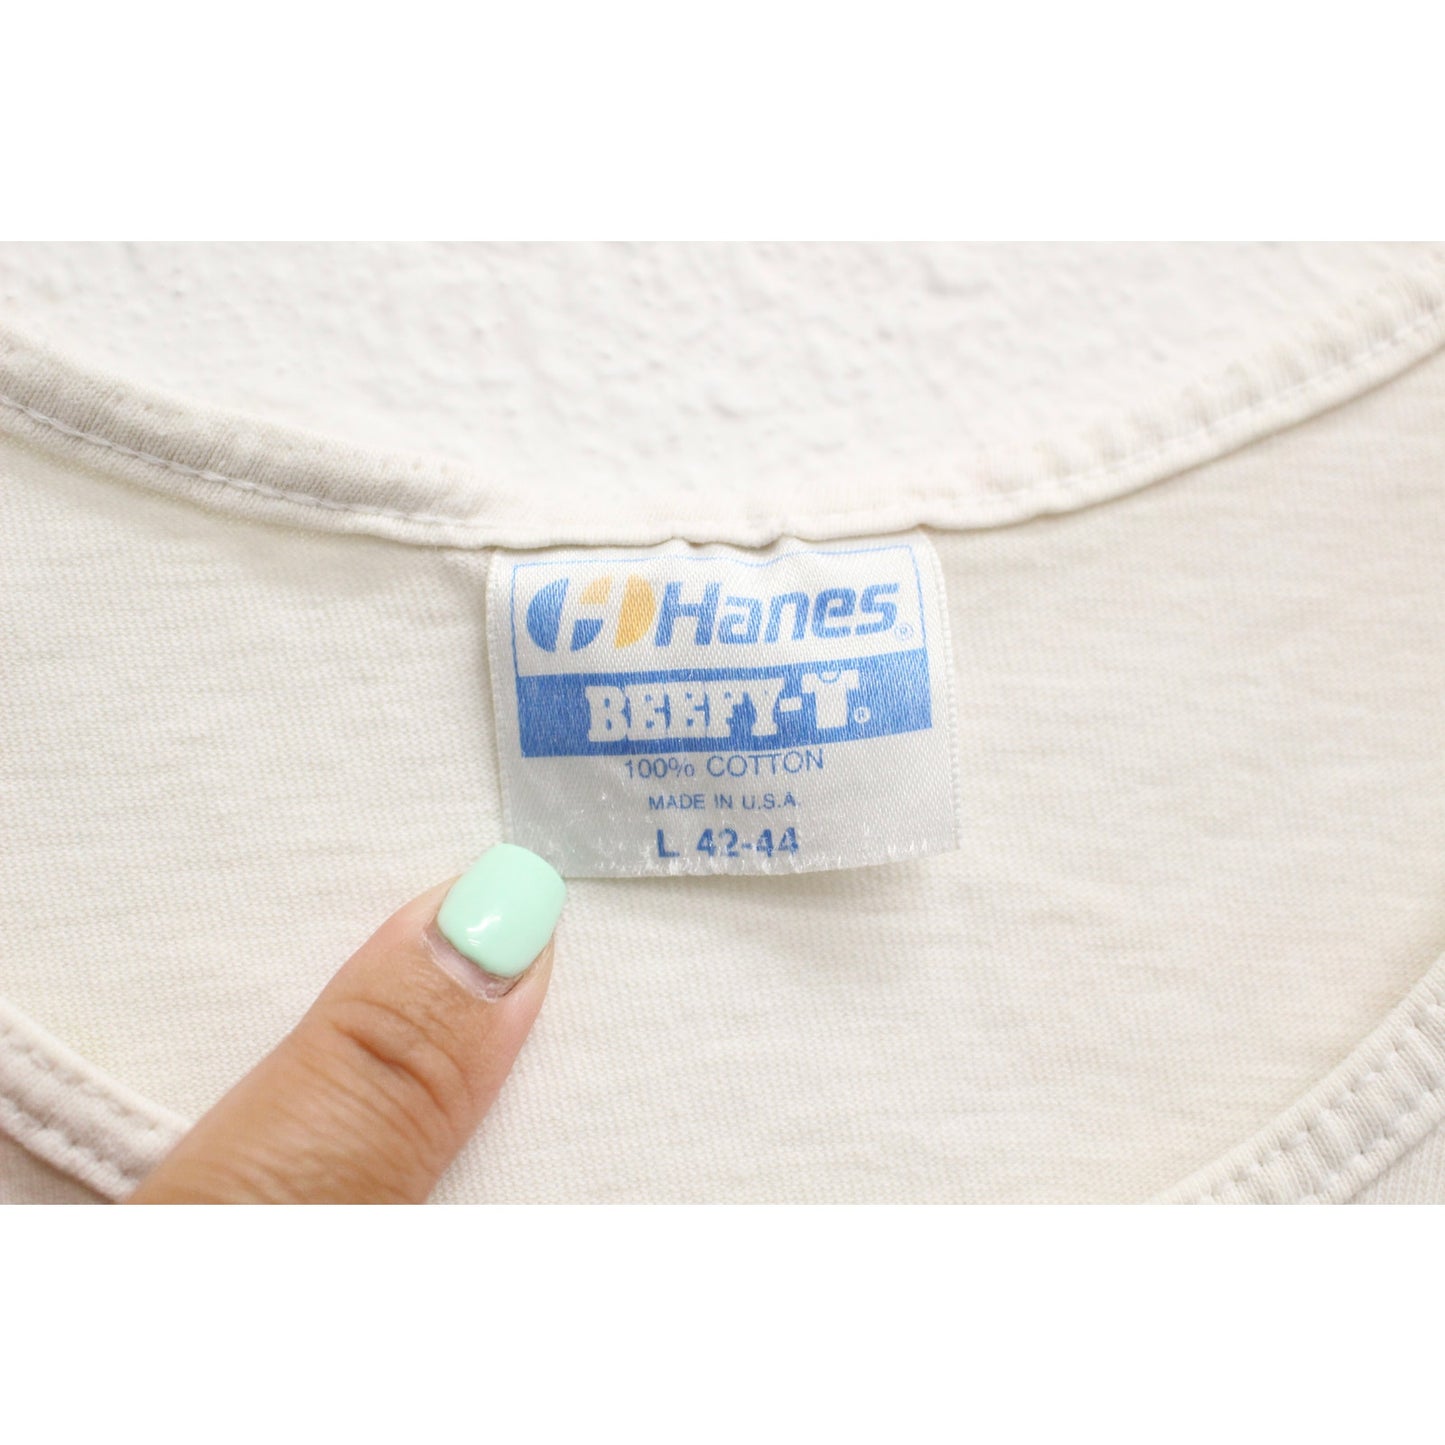 Hanes®
BEEFY-T®
100% COTTON
MADE IN U.S.A.
L 42-44